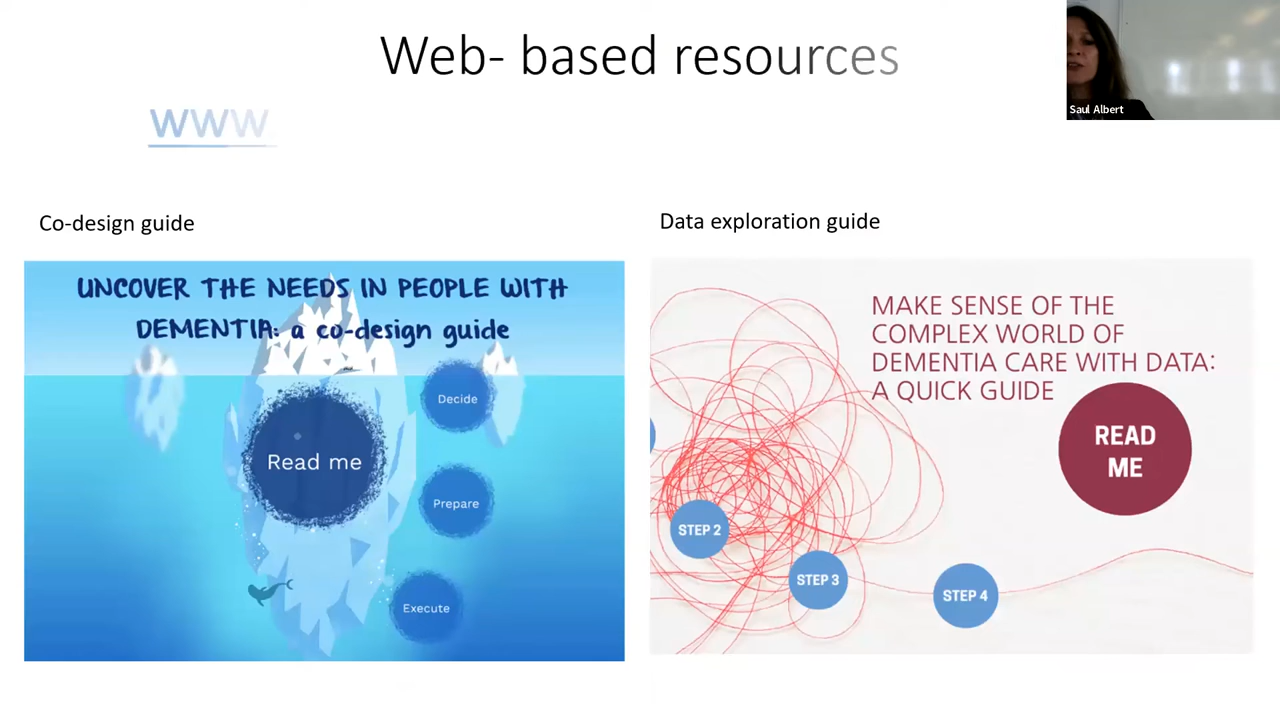 Web- based resources
Saul Albert
www.
Co-design guide
UNCOVER THE NEEDS IN PEOPLE WITH
DEMENTIA: a co-design guide
Decide
Read me
Prepare
Execute
Data exploration guide
MAKE SENSE OF THE
COMPLEX WORLD OF
DEMENTIA CARE WITH DATA:
A QUICK GUIDE
READ
ME
STEP 2
STEP 3
STEP 4